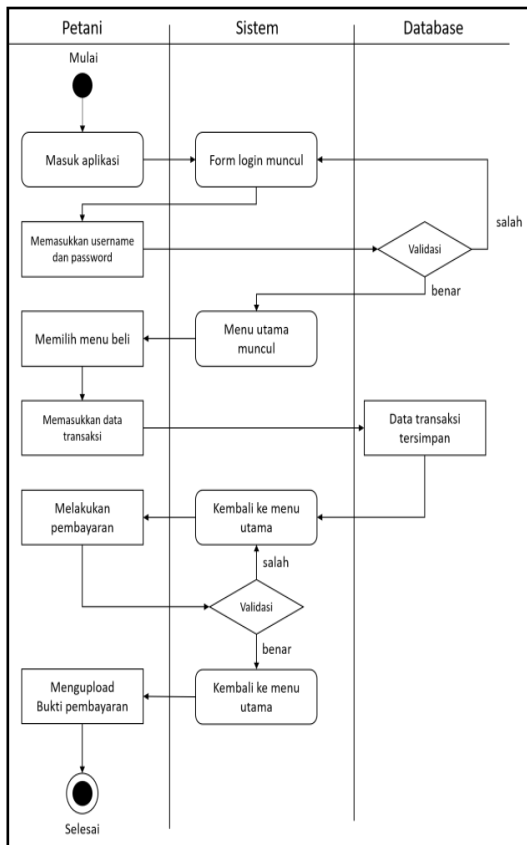 Petani
Sistem
Database
Mulai
Masuk aplikasi
Form login muncul
salah
Memasukkan username
dan password
Validasi
benar
Memilih menu beli
Menu utama
muncul
Memasukkan data
transaksi
Data transaksi
tersimpan
Melakukan
pembayaran
Kembali ke menu
utama
salah
Validasi
benar
Mengupload
Bukti pembayaran
Kembali ke menu
utama
Selesai